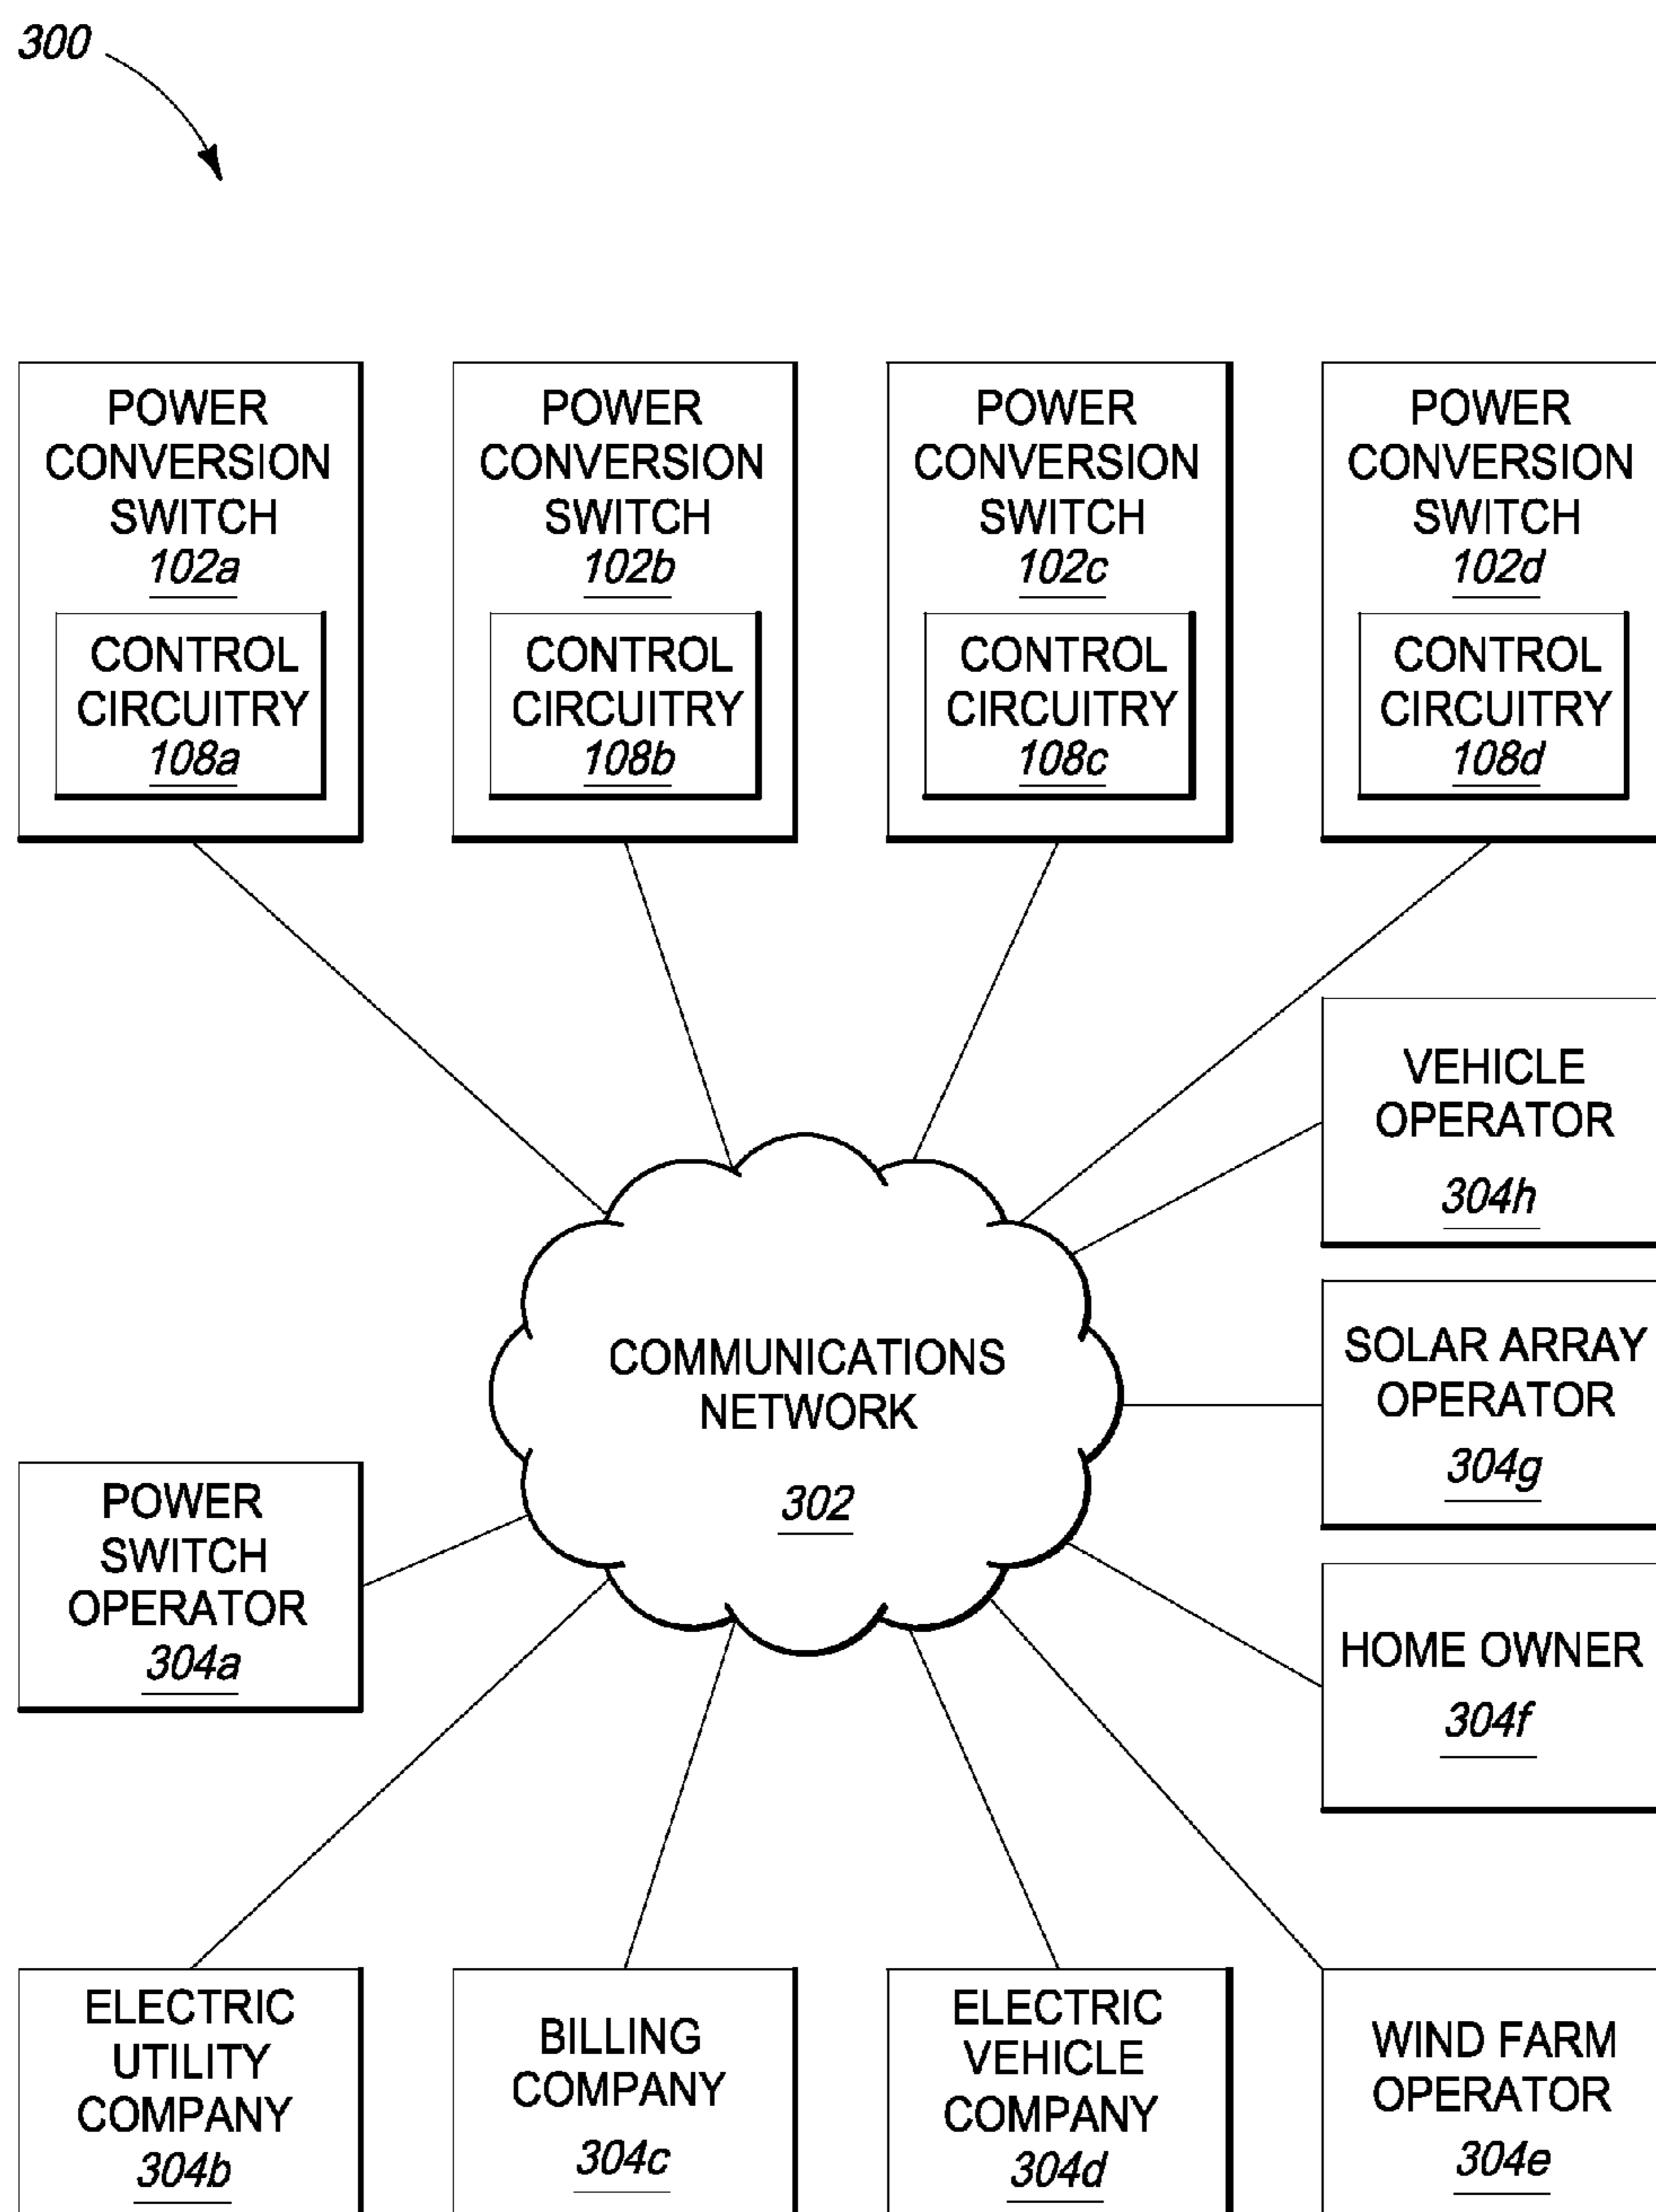 300
POWER
CONVERSION
SWITCH
102a
CONTROL
CIRCUITRY
108a
POWER
CONVERSION
SWITCH
102b
CONTROL
CIRCUITRY
108b
POWER
CONVERSION
SWITCH
102c
CONTROL
CIRCUITRY
108c
POWER
CONVERSION
SWITCH
102d
CONTROL
CIRCUITRY
108d
VEHICLE
OPERATOR
304h
COMMUNICATIONS
NETWORK
302
SOLAR ARRAY
OPERATOR
304g
POWER
SWITCH
OPERATOR
304a
HOME OWNER
304f
ELECTRIC
UTILITY
COMPANY
304b
BILLING
COMPANY
304c
ELECTRIC
VEHICLE
COMPANY
304d
WIND FARM
OPERATOR
304e